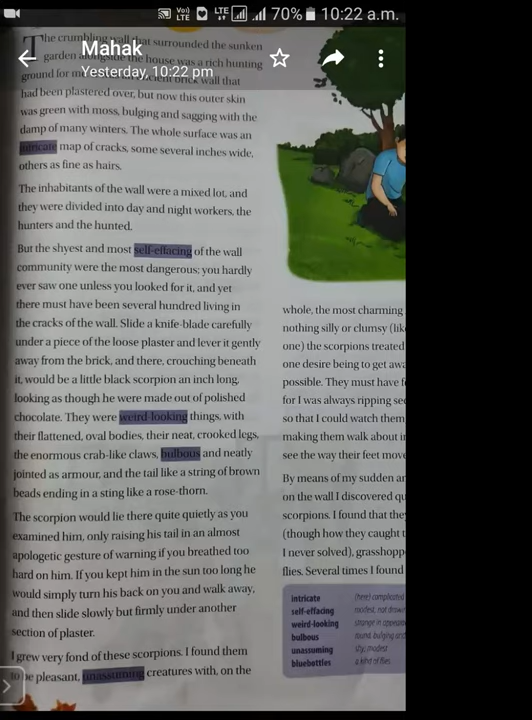 Vol) LTE LTE 70% 10:22 a.m.
Mahak
Yesterday, 10:22 pm
The crumbling wall that surrounded the sunken
garden alongside the house was a rich hunting
ground for brick wall that
had been plastered over, but now this outer skin
was green with moss, bulging and sagging with the
damp of many winters. The whole surface was an
intricate map of cracks, some several inches wide,
others as fine as hairs.
The inhabitants of the wall were a mixed lot, and
they were divided into day and night workers, the
hunters and the hunted.
But the shyest and most self-effacing of the wall
community were the most dangerous; you hardly
ever saw one unless you looked for it, and yet
there must have been several hundred living in
the cracks of the wall. Slide a knife-blade carefully
under a piece of the loose plaster and lever it gently
away from the brick, and there, crouching beneath
it, would be a little black scorpion an inch long,
looking as though he were made out of polished
chocolate. They were weird-looking things, with
their flattened, oval bodies, their neat, crooked legs,
the enormous crab-like claws, bulbous and neatly
jointed as armour, and the tail like a string of brown
beads ending in a sting like a rose-thorn.
The scorpion would lie there quite quietly as you
examined him, only raising his tail in an almost
apologetic gesture of warning if you breathed too
hard on him. If you kept him in the sun too long he
would simply turn his back on you and walk away,
and then slide slowly but firmly under another
section of plaster.
I grew very fond of these scorpions. I found them
to be pleasant, unassuming creatures with, on the
whole, the most charming
nothing silly or clumsy (lik
one) the scorpions treated
one desire being to get awa
possible. They must have f
for I was always ripping sec
so that I could watch them
making them walk about in
see the way their feet move
By means of my sudden an
on the wall I discovered qu
scorpions. I found that they
(though how they caught t
I never solved), grasshopp
flies. Several times I found
intricate (here) complicated
self-effacing modest, not drawin
weird-looking strange in appeara
bulbous round, bulging and
unassuming shy; modest
bluebottles a kind of flies